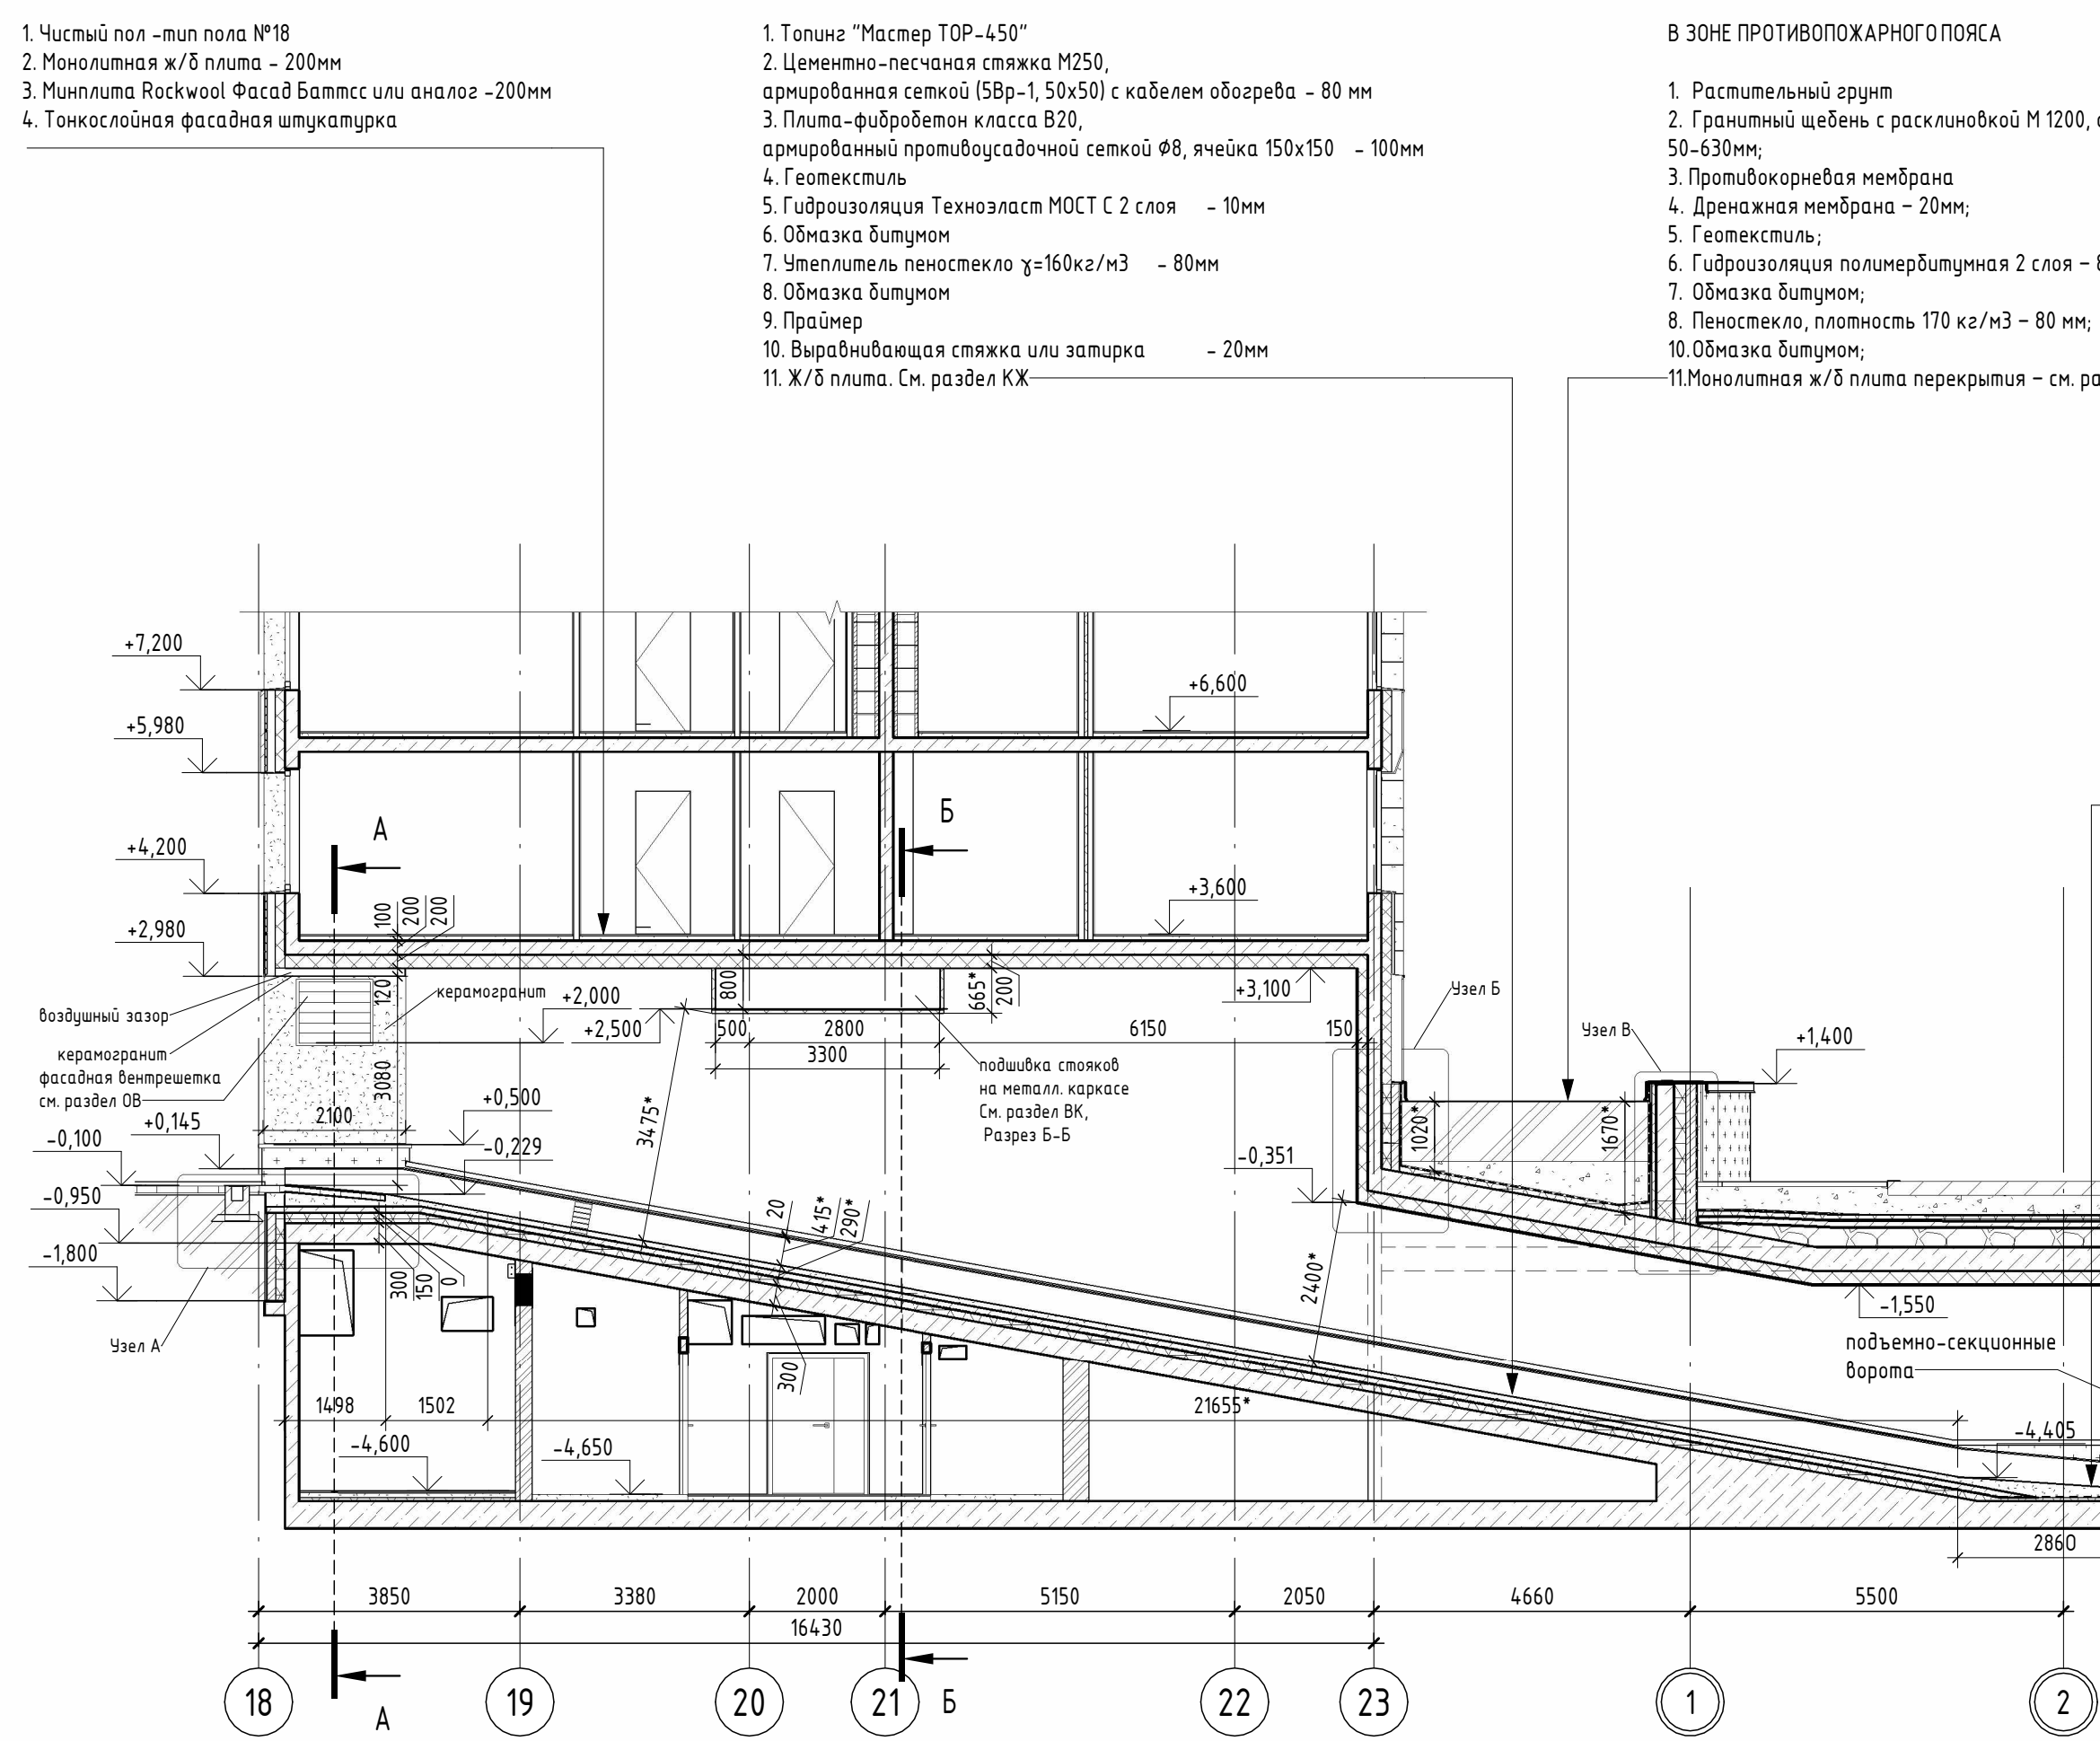 1. Чистый пол -тип пола №18
2. Монолитная ж/б плита - 200мм
3. Минплита Rockwool Фасад Баттсс или аналог -200мм
4. Тонкослойная фасадная штукатурка
1. Топинг "Мастер ТОР-450"
2. Цементно-песчаная стяжка М250,
армированная сеткой (5Вр-1, 50х50) с кабелем обогрева - 80 мм
3. Плита-фибробетон класса В20,
армированный противоусадочной сеткой Ф8, ячейка 150х150 - 100мм
4. Геотекстиль
5. Гидроизоляция Техноэласт МОСТ С 2 слоя - 10мм
6. Обмазка битумом
7. Утеплитель пеностекло γ=160кг/м3 - 80мм
8. Обмазка битумом
9. Праймер
10. Выравнивающая стяжка или затирка - 20мм
11. Ж/б плита. См. раздел КЖ
В ЗОНЕ ПРОТИВОПОЖАРНОГО ПОЯСА
1. Растительный грунт
2. Гранитный щебень с расклиновкой М 1200,
50-630мм;
3. Противокорневая мембрана
4. Дренажная мембрана – 20мм;
5. Геотекстиль;
6. Гидроизоляция полимербитумная 2 слоя –
7. Обмазка битумом;
8. Пеностекло, плотность 170 кг/м3 – 80 мм;
10.Обмазка битумом;
11.Монолитная ж/б плита перекрытия – см.
+7,200
+6,600
+5,980
А
Б
+4,200
+3,600
100
200
200
+2,980
воздушный зазор
керамогранит
фасадная вентрешетка
см. раздел ОВ
120
керамогранит
+2,000
+2,500
800
665*
200
500
2800
3300
6150
150
+3,100
Узел Б
Узел В
+1,400
подшивка стояков
на металл. каркасе
См. раздел ВК,
Разрез Б-Б
3080
2100
+0,500
+0,145
-0,100
-0,229
-0,950
-1,800
3475*
-0,351
1020*
1670*
20
415*
290*
2400*
300
150
0
Узел А
300
-1,550
подъемно-секционные
ворота
1498
1502
21655*
-4,600
-4,650
-4,405
2860
3850
3380
2000
5150
2050
4660
5500
16430
18
19
20
21
22
23
1
2
А
Б